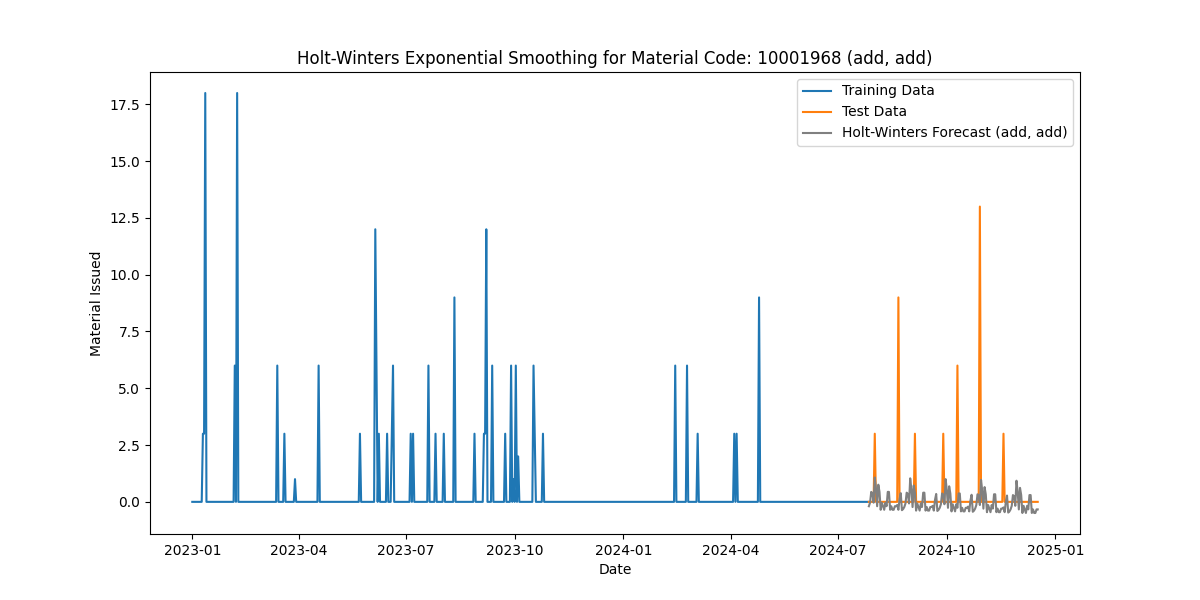 Holt-Winters Exponential Smoothing for Material Code: 10001968 (add, add)
Training Data
Test Data
Holt-Winters Forecast (add, add)
Material Issued
17.5
15.0
12.5
10.0
7.5
5.0
2.5
0.0
2023-01
2023-04
2023-07
2023-10
2024-01
2024-04
2024-07
2024-10
2025-01
Date